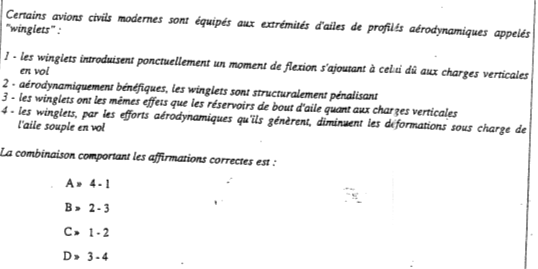 Certains avions civils modernes sont équipés aux extrémités d'ailes de profilés aérodynamiques appelés
"winglets" :
1 - les winglets introduisent ponctuellement un moment de flexion s'ajoutant à celui dû aux charges verticales
en vol
2 - aérodynamiquement bénéfiques, les winglets sont structuralement pénalisant
3 - les winglets ont les mêmes effets que les réservoirs de bout d'aile quant aux charges verticales
4 - les winglets, par les efforts aérodynamiques qu'ils génèrent, diminuent les déformations sous charge de
l'aile souple en vol
La combinaison comportant les affirmations correctes est :
A » 4 - 1
B » 2 - 3
C » 1 - 2
D » 3 - 4